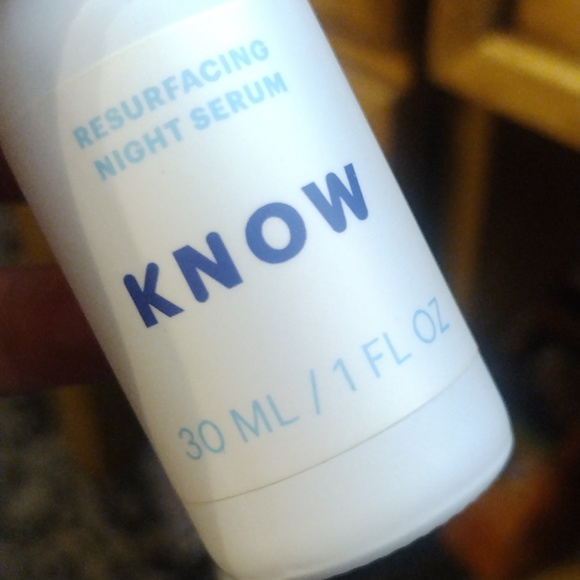 RESURFACING
NIGHT SERUM
KNOW
30 ML / 1 FL OZ